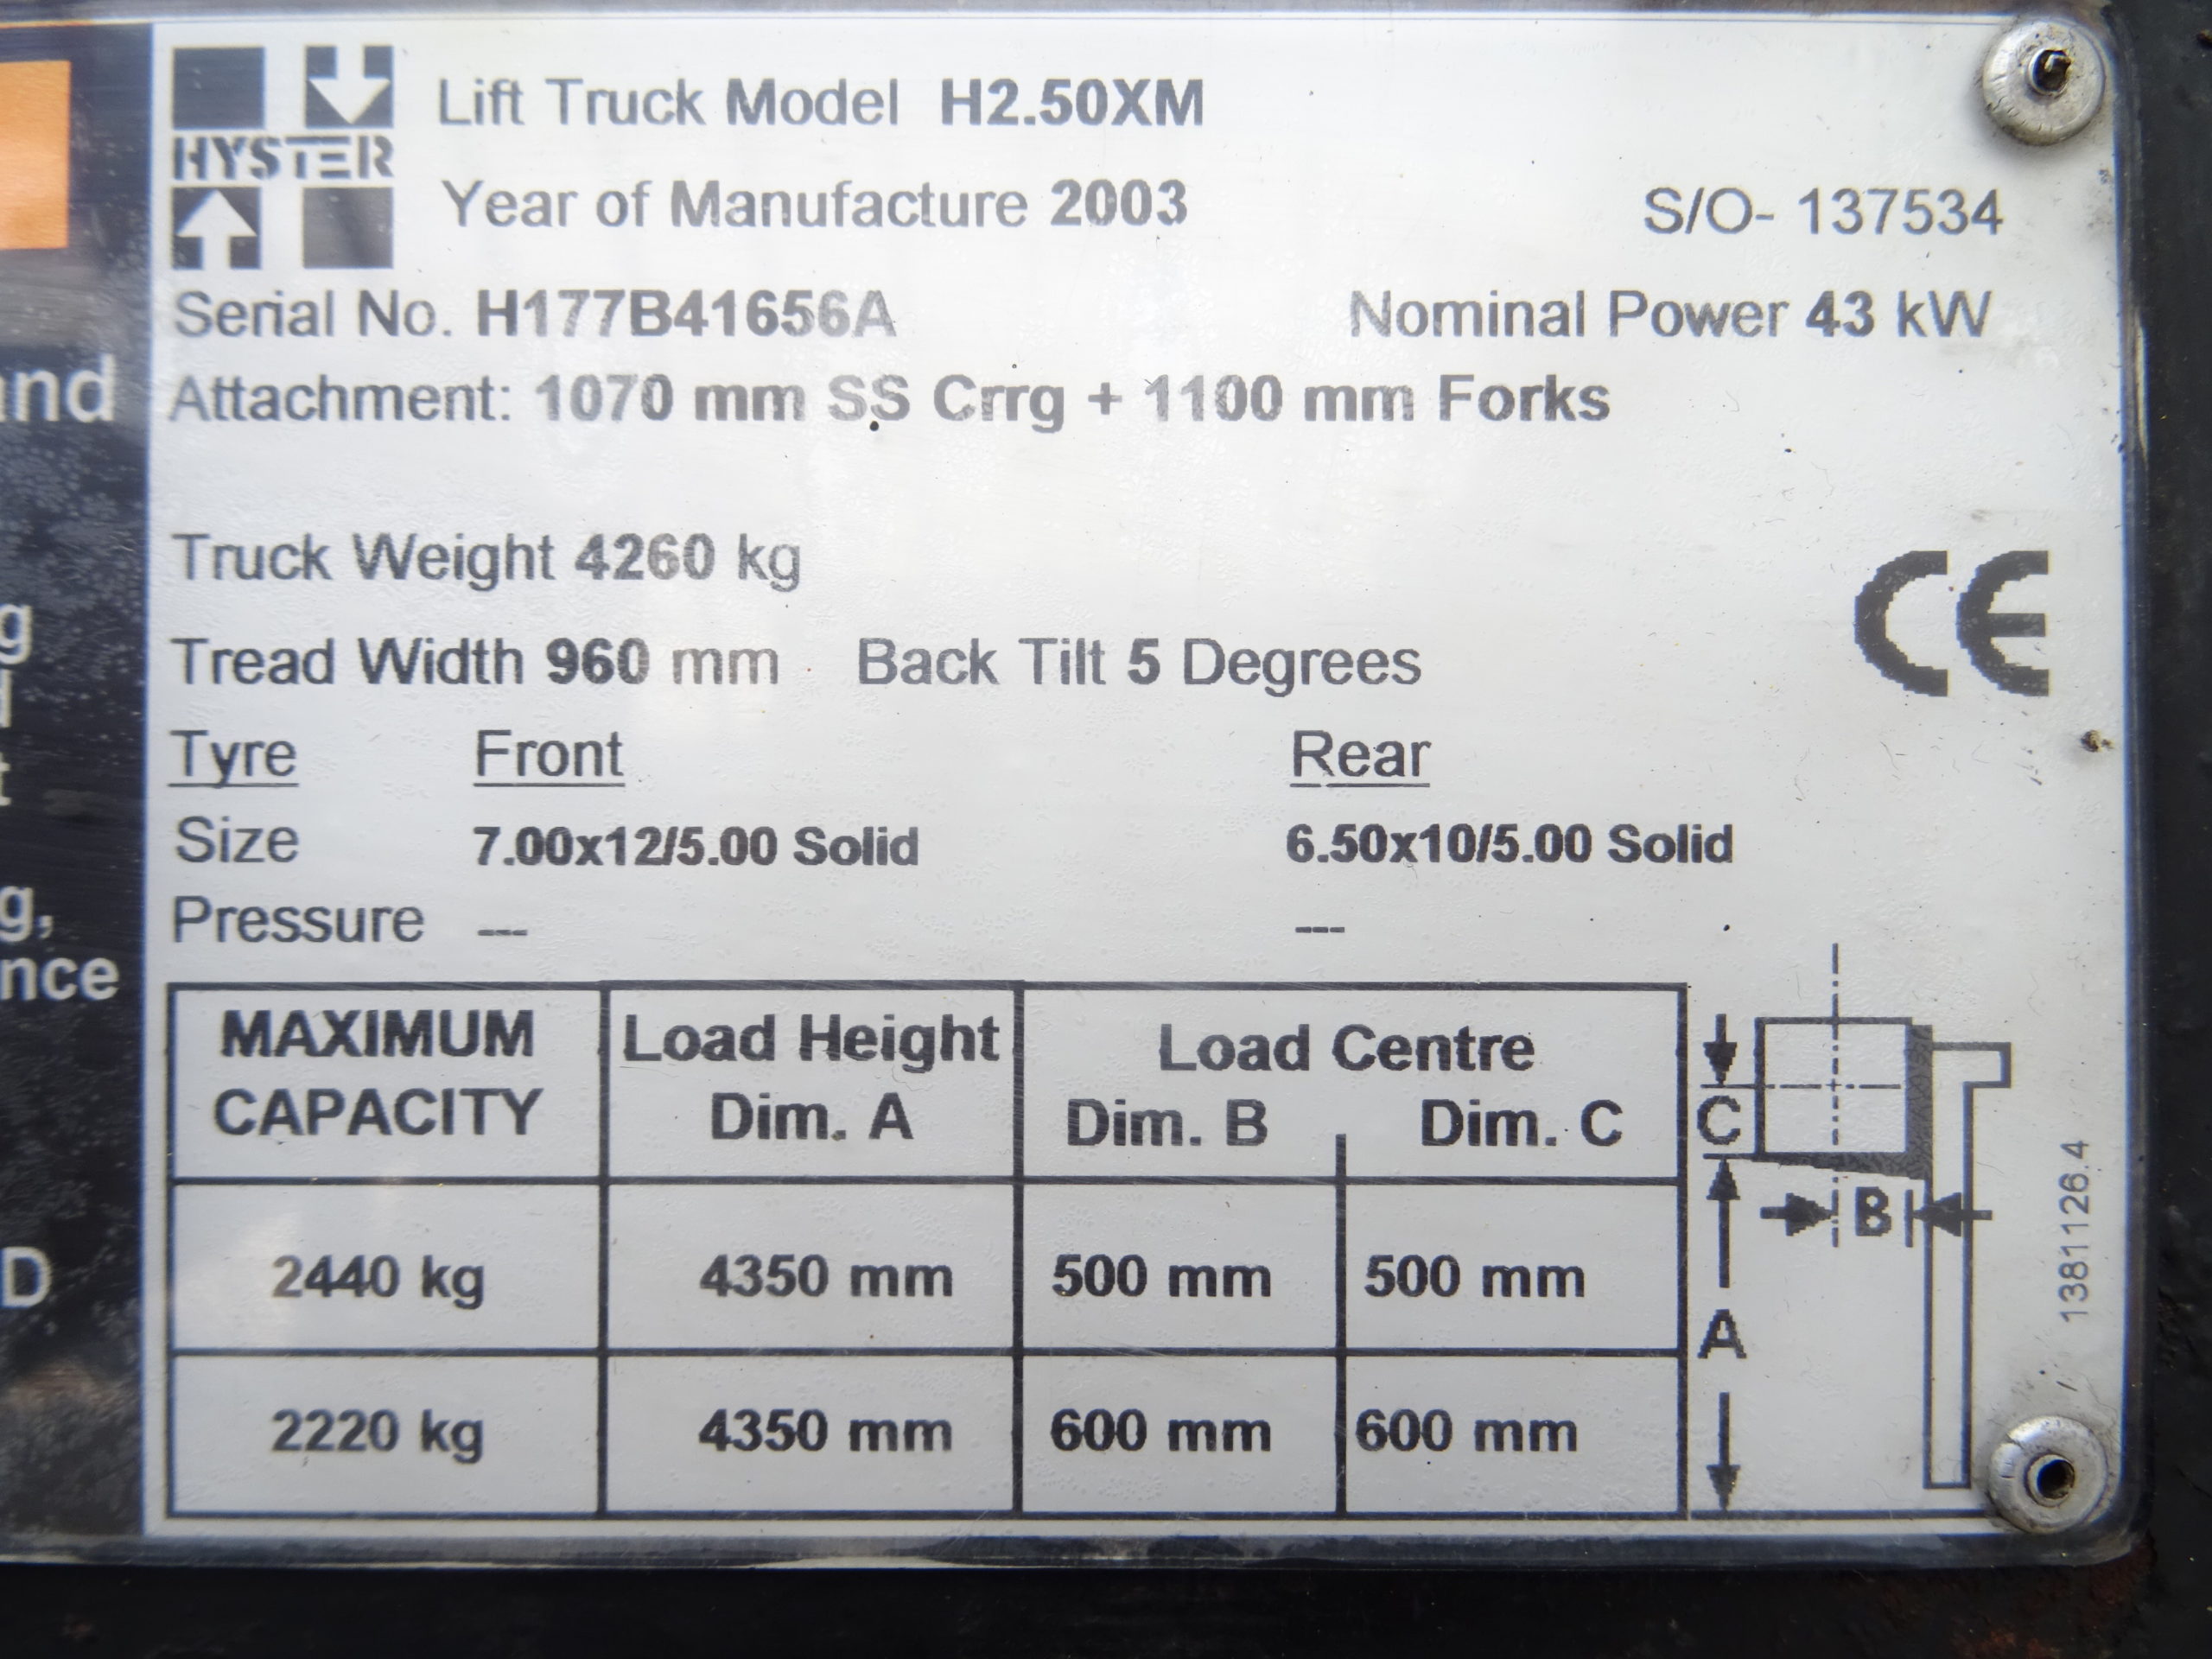 HYSTER
Lift Truck Model H2.50XM
Year of Manufacture 2003
S/O- 137534
Serial No. H177B41656A
Nominal Power 43 kW
Attachment: 1070 mm SS Crrg + 1100 mm Forks
Truck Weight 4260 kg
CE
Tread Width 960 mm Back Tilt 5 Degrees
Tyre Front Rear
Size 7.00x12/5.00 Solid 6.50x10/5.00 Solid
Pressure --- ---
MAXIMUM CAPACITY Load Height Dim. A Load Centre Dim. B Dim. C
2440 kg 4350 mm 500 mm 500 mm
2220 kg 4350 mm 600 mm 600 mm
C
B
A
1381126.4
and
g
g,
nce
D